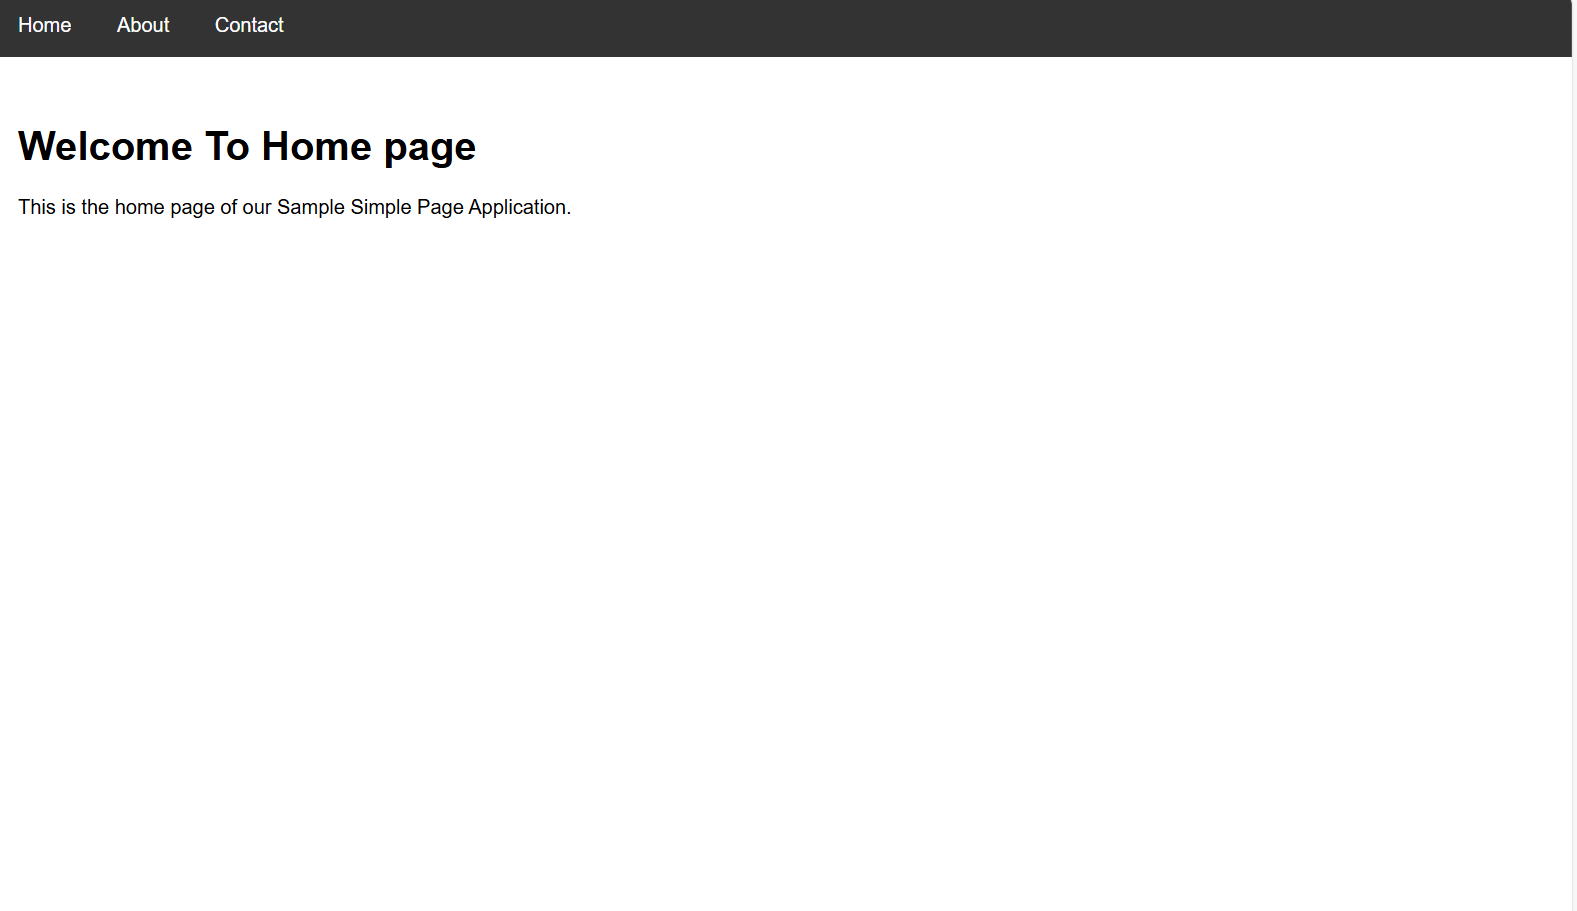 Home About Contact
Welcome To Home page
This is the home page of our Sample Simple Page Application.